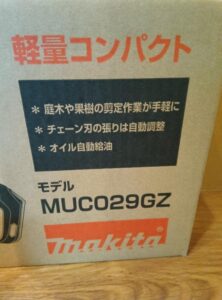 軽量コンパクト
* 庭木や果樹の剪定作業が手軽に
* チェーン刃の張りは自動調整
* オイル自動給油
モデル
MUC029GZ
makita